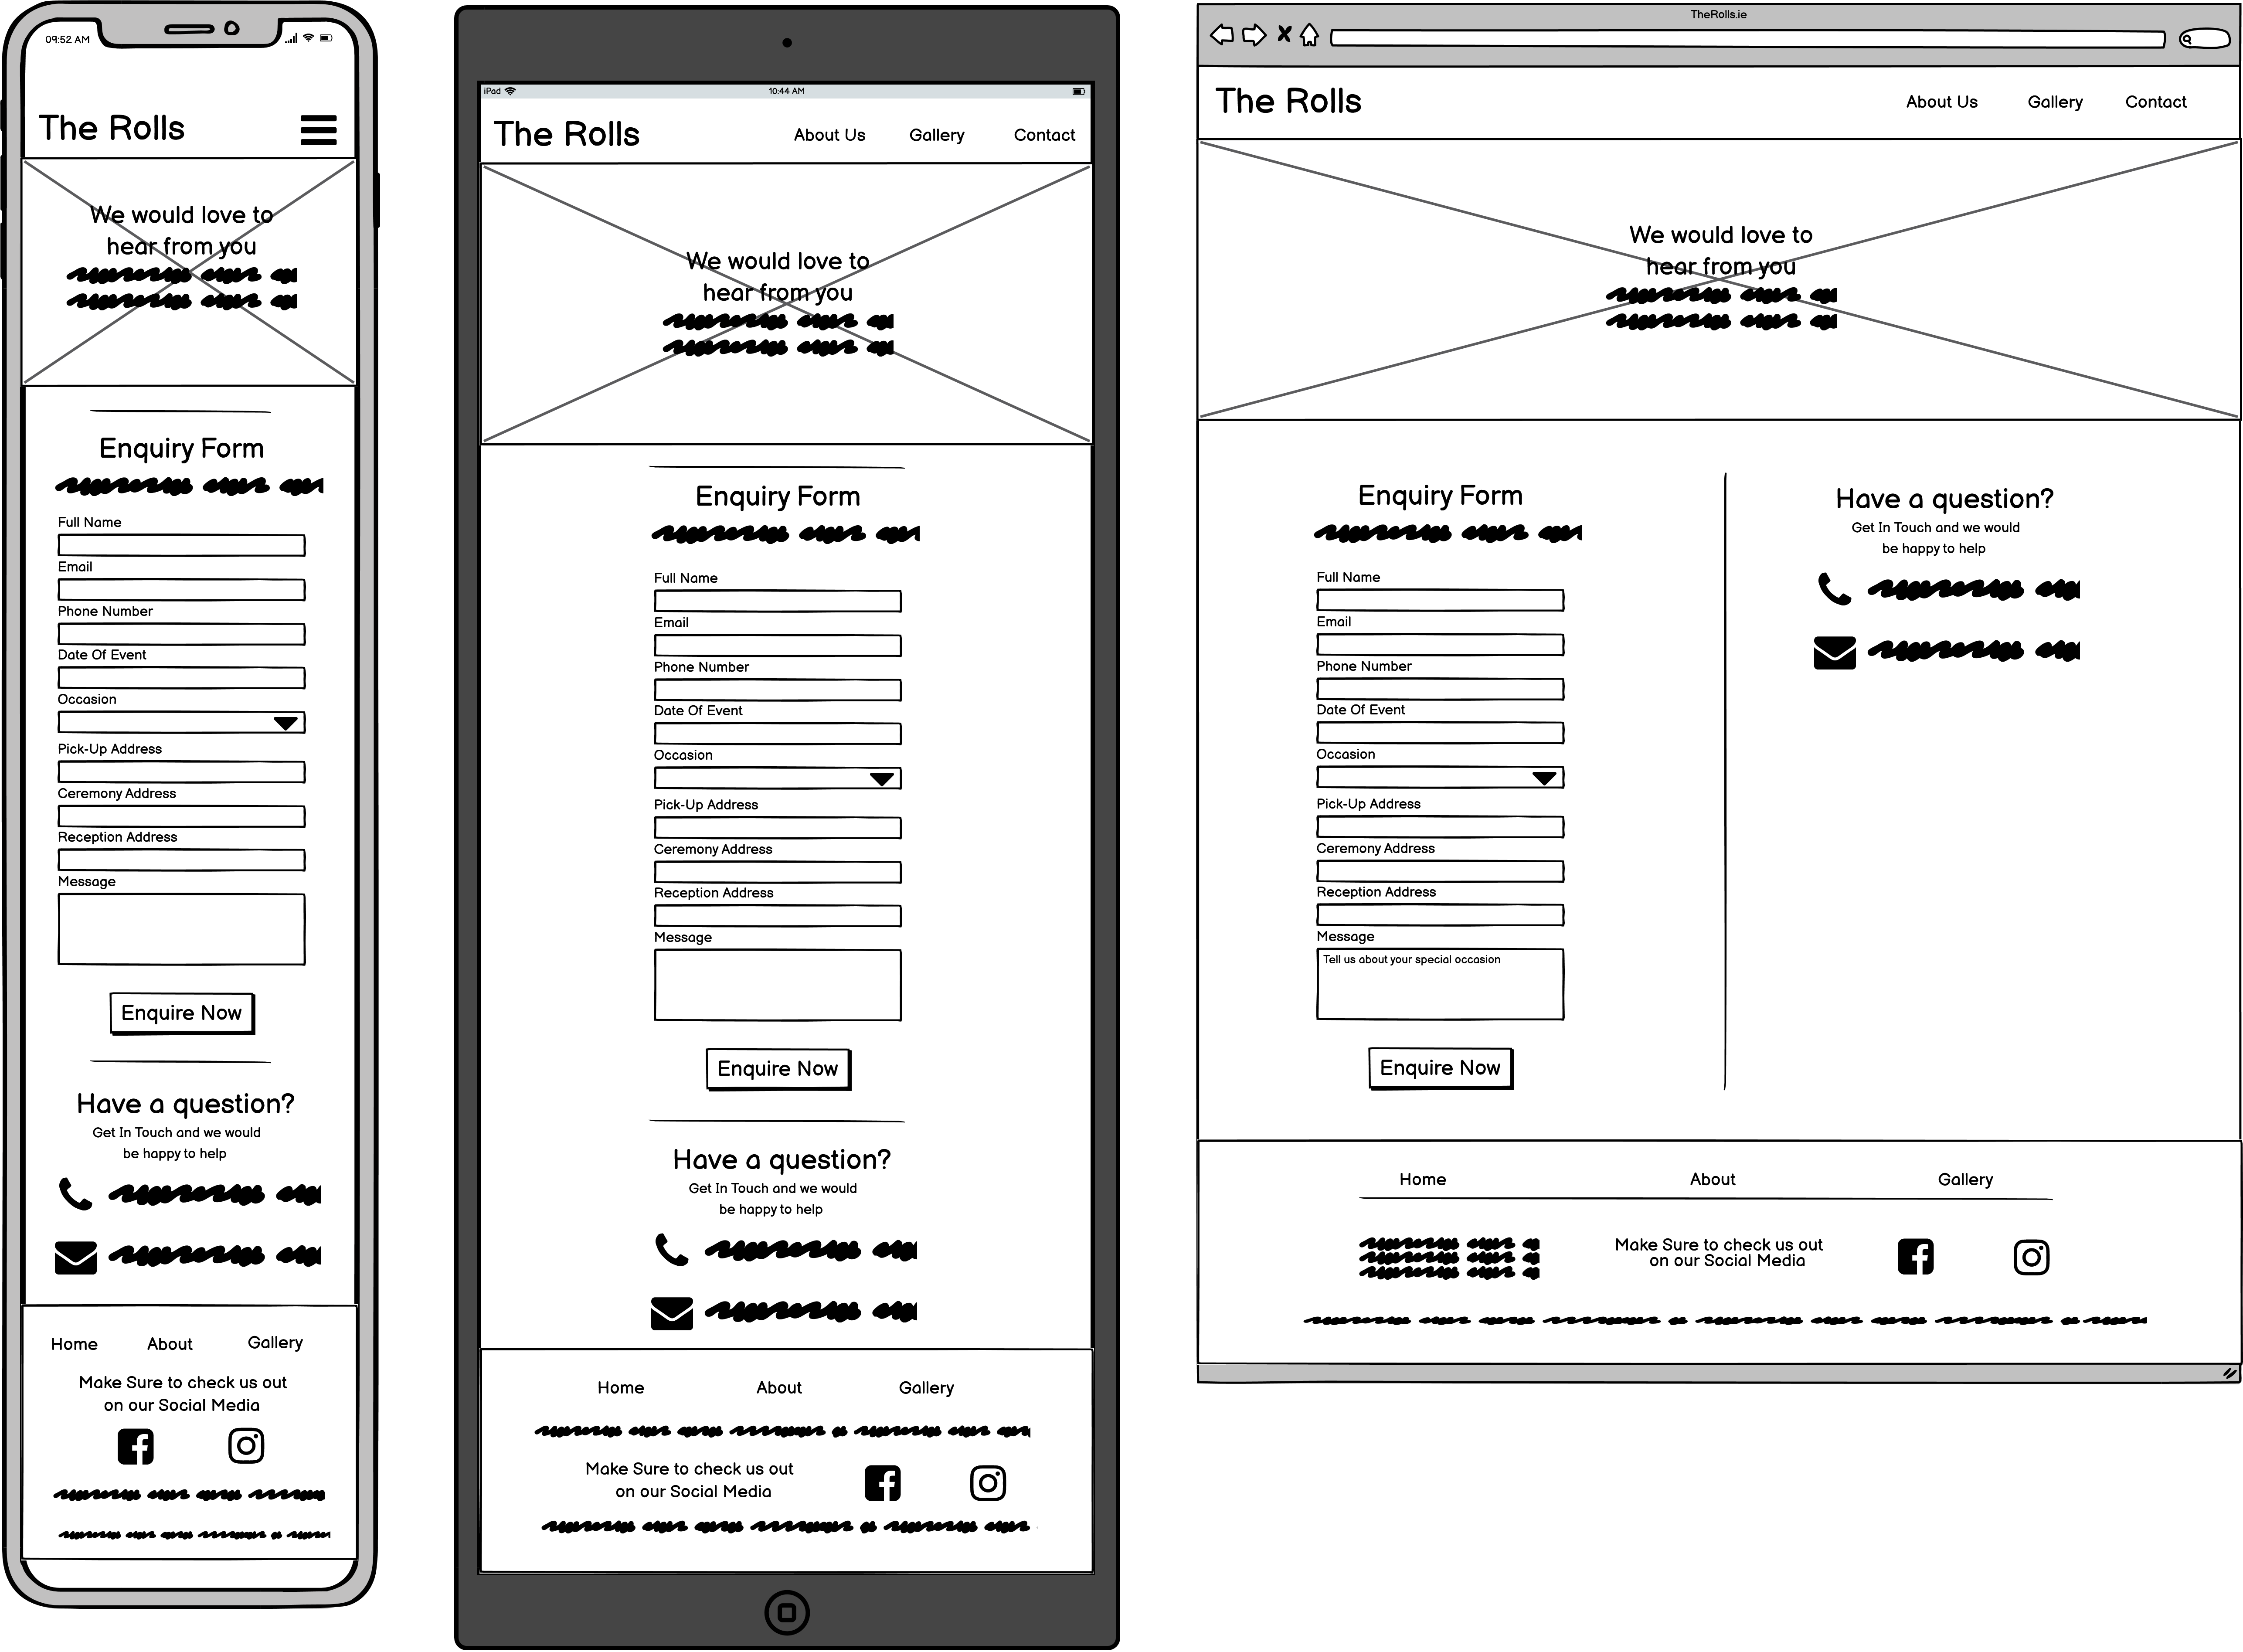 09:52 AM
The Rolls
We would love to
hear from you
Enquiry Form
Full Name
Email
Phone Number
Date Of Event
Occasion
Pick-Up Address
Ceremony Address
Reception Address
Message
Enquire Now
Have a question?
Get In Touch and we would
be happy to help
Home About Gallery
Make Sure to check us out
on our Social Media
iPad 10:44 AM
The Rolls About Us Gallery Contact
We would love to
hear from you
Enquiry Form
Full Name
Email
Phone Number
Date Of Event
Occasion
Pick-Up Address
Ceremony Address
Reception Address
Message
Enquire Now
Have a question?
Get In Touch and we would
be happy to help
Home About Gallery
Make Sure to check us out
on our Social Media
TheRolls.ie
The Rolls About Us Gallery Contact
We would love to
hear from you
Enquiry Form
Full Name
Email
Phone Number
Date Of Event
Occasion
Pick-Up Address
Ceremony Address
Reception Address
Message
Tell us about your special occasion
Enquire Now
Have a question?
Get In Touch and we would
be happy to help
Home About Gallery
Make Sure to check us out
on our Social Media